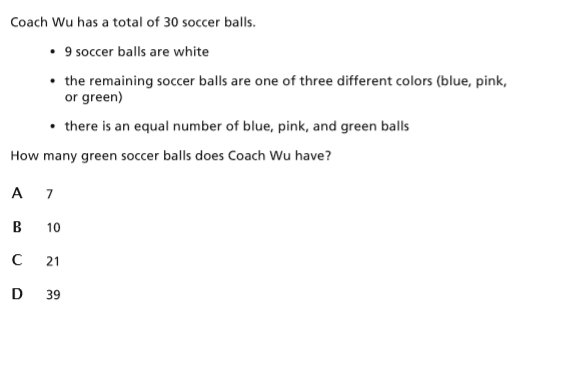 Coach Wu has a total of 30 soccer balls.
• 9 soccer balls are white
• the remaining soccer balls are one of three different colors (blue, pink,
or green)
• there is an equal number of blue, pink, and green balls
How many green soccer balls does Coach Wu have?
A 7
B 10
C 21
D 39